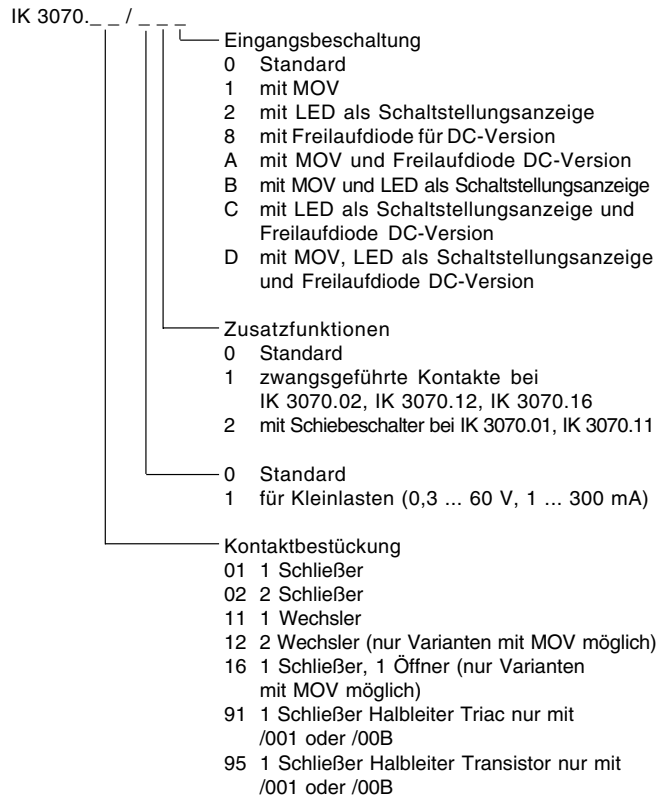 IK 3070._ _ / _ _ _
Eingangsbeschaltung
0 Standard
1 mit MOV
2 mit LED als Schaltstellungsanzeige
8 mit Freilaufdiode für DC-Version
A mit MOV und Freilaufdiode DC-Version
B mit MOV und LED als Schaltstellungsanzeige
C mit LED als Schaltstellungsanzeige und
Freilaufdiode DC-Version
D mit MOV, LED als Schaltstellungsanzeige
und Freilaufdiode DC-Version
Zusatzfunktionen
0 Standard
1 zwangsgeführte Kontakte bei
IK 3070.02, IK 3070.12, IK 3070.16
2 mit Schiebeschalter bei IK 3070.01, IK 3070.11
0 Standard
1 für Kleinlasten (0,3 ... 60 V, 1 ... 300 mA)
Kontaktbestückung
01 1 Schließer
02 2 Schließer
11 1 Wechsler
12 2 Wechsler (nur Varianten mit MOV möglich)
16 1 Schließer, 1 Öffner (nur Varianten
mit MOV möglich)
91 1 Schließer Halbleiter Triac nur mit
/001 oder /00B
95 1 Schließer Halbleiter Transistor nur mit
/001 oder /00B